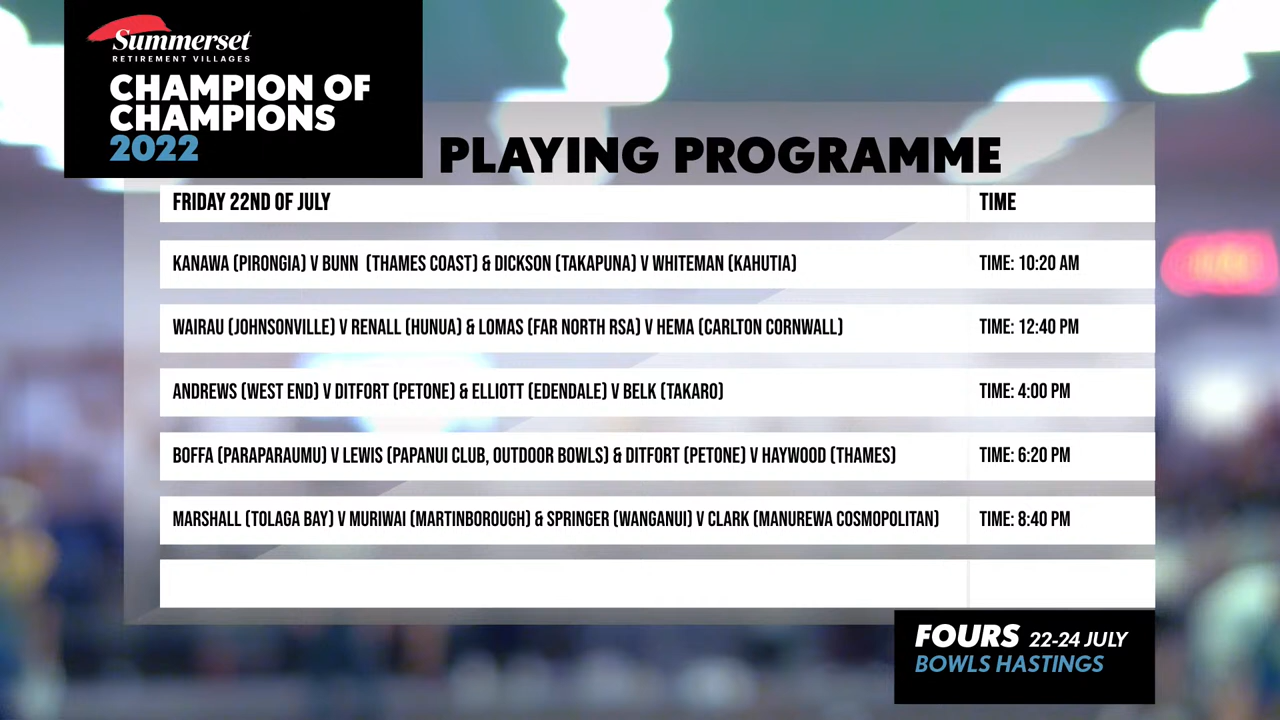 Summerset
RETIREMENT VILLAGES
CHAMPION OF
CHAMPIONS
2022
PLAYING PROGRAMME
FRIDAY 22ND OF JULY TIME
KANAWA (PIRONGIA) V BUNN (THAMES COAST) & DICKSON (TAKAPUNA) V WHITEMAN (KAHUTIA) TIME: 10:20 AM
WAIRAU (JOHNSONVILLE) V RENALL (HUNUA) & LOMAS (FAR NORTH RSA) V HEMA (CARLTON CORNWALL) TIME: 12:40 PM
ANDREWS (WEST END) V DITFORT (PETONE) & ELLIOTT (EDENDALE) V BELK (TAKARO) TIME: 4:00 PM
BOFFA (PARAPARAUMU) V LEWIS (PAPANUI CLUB, OUTDOOR BOWLS) & DITFORT (PETONE) V HAYWOOD (THAMES) TIME: 6:20 PM
MARSHALL (TOLAGA BAY) V MURIWAI (MARTINBOROUGH) & SPRINGER (WANGANUI) V CLARK (MANUREWA COSMOPOLITAN) TIME: 8:40 PM
FOURS 22-24 JULY
BOWLS HASTINGS